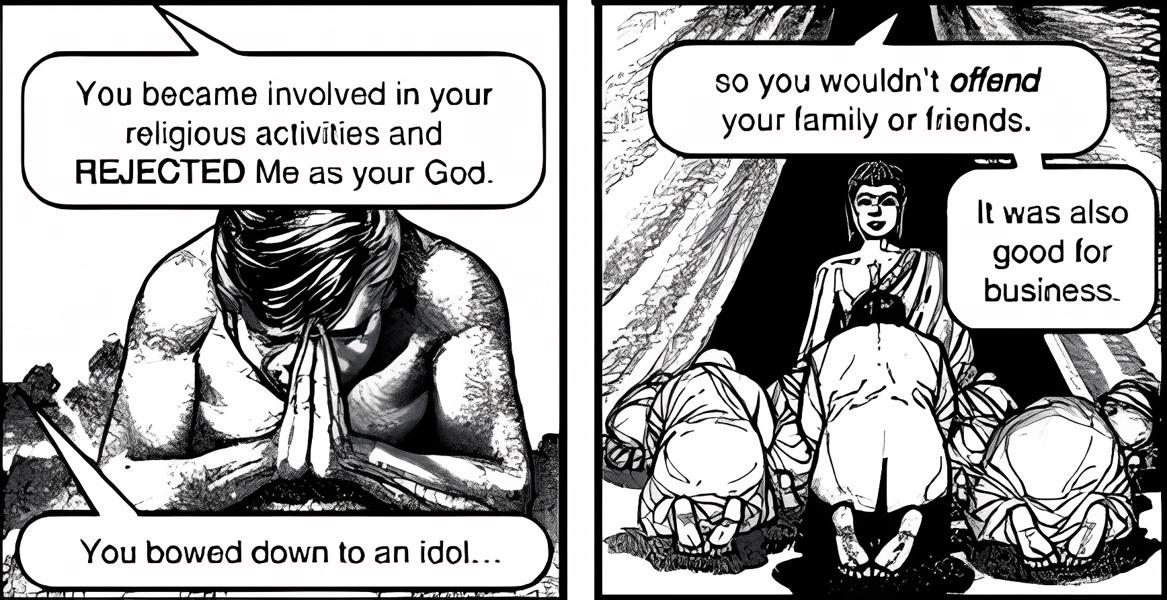 You became involved in your
religious activities and
REJECTED Me as your God.
You bowed down to an idol...
so you wouldn't offend
your family or friends.
It was also
good for
business.